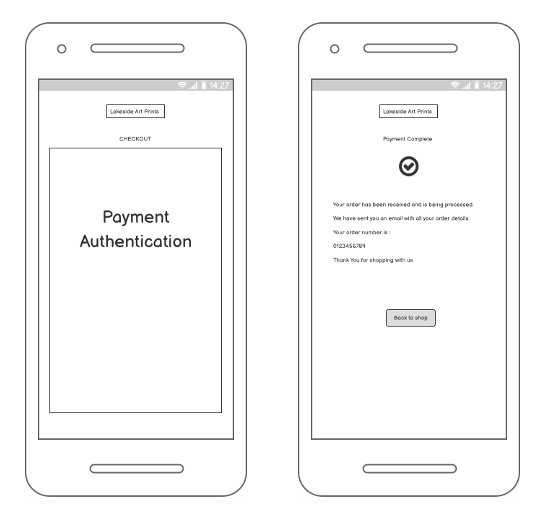 14:27
Lakeside Art Prints
CHECKOUT
Payment
Authentication
14:27
Lakeside Art Prints
Payment Complete
Your order has been received and is being processed.
We have sent you an email with all your order details.
Your order number is :
0123456789
Thank You for shopping with us
Back to shop